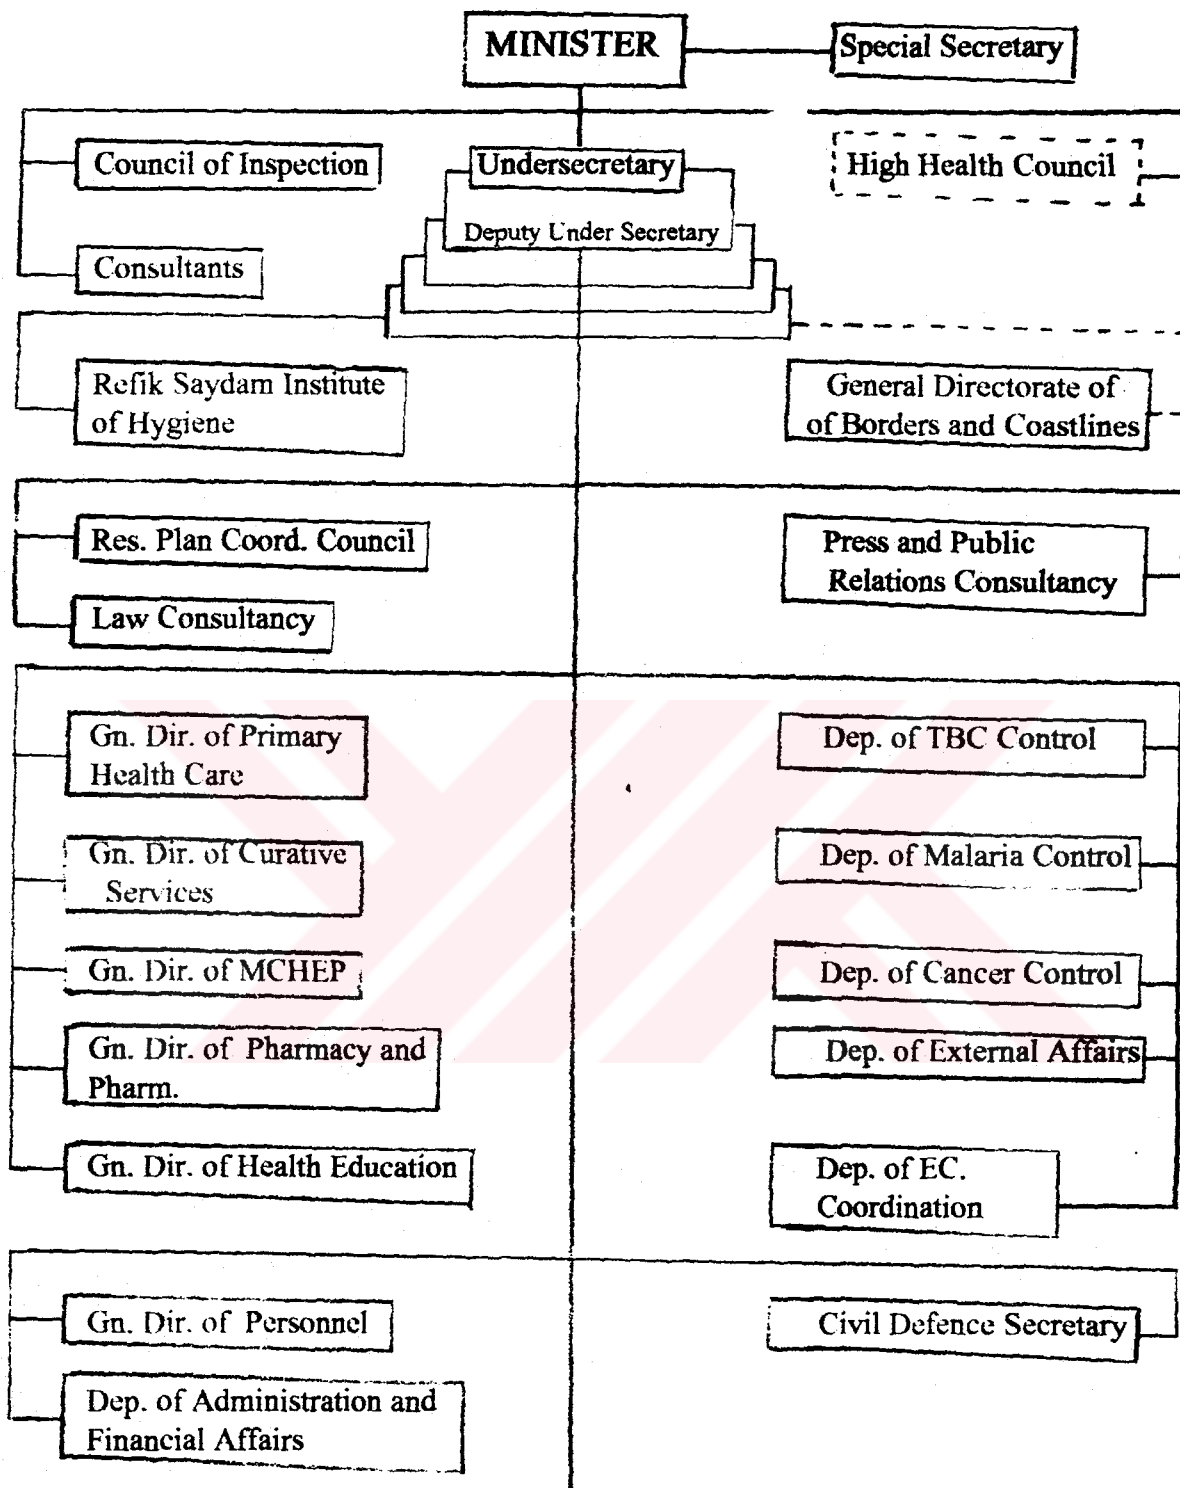 MINISTER
Special Secretary
Council of Inspection
Undersecretary
High Health Council
Deputy Under Secretary
Consultants
Refik Saydam Institute
of Hygiene
General Directorate of
of Borders and Coastlines
Res. Plan Coord. Council
Press and Public
Relations Consultancy
Law Consultancy
Gn. Dir. of Primary
Health Care
Dep. of TBC Control
Gn. Dir. of Curative
Services
Dep. of Malaria Control
Gn. Dir. of MCHEP
Dep. of Cancer Control
Gn. Dir. of Pharmacy and
Pharm.
Dep. of External Affairs
Gn. Dir. of Health Education
Dep. of EC.
Coordination
Gn. Dir. of Personnel
Civil Defence Secretary
Dep. of Administration and
Financial Affairs